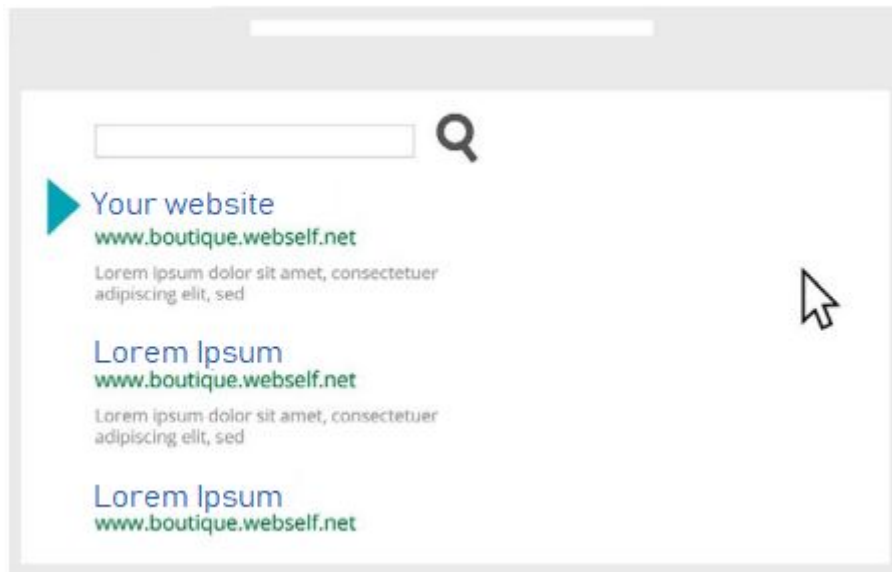 Your website
www.boutique.webself.net
Lorem Ipsum dolor sit amet, consectetuer
adipiscing elit, sed
Lorem Ipsum
www.boutique.webself.net
Lorem ipsum dolor sit amet, consectetuer
adipiscing elit, sed
Lorem Ipsum
www.boutique.webself.net